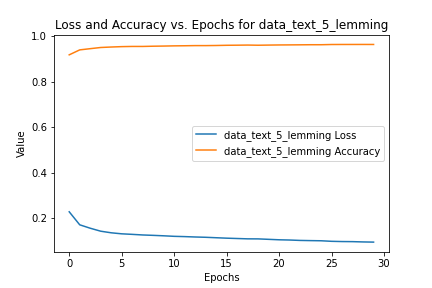 Loss and Accuracy vs. Epochs for data_text_5_lemming
1.0
0.8
0.6
0.4
0.2
Value
data_text_5_lemming Loss
data_text_5_lemming Accuracy
0 5 10 15 20 25 30
Epochs